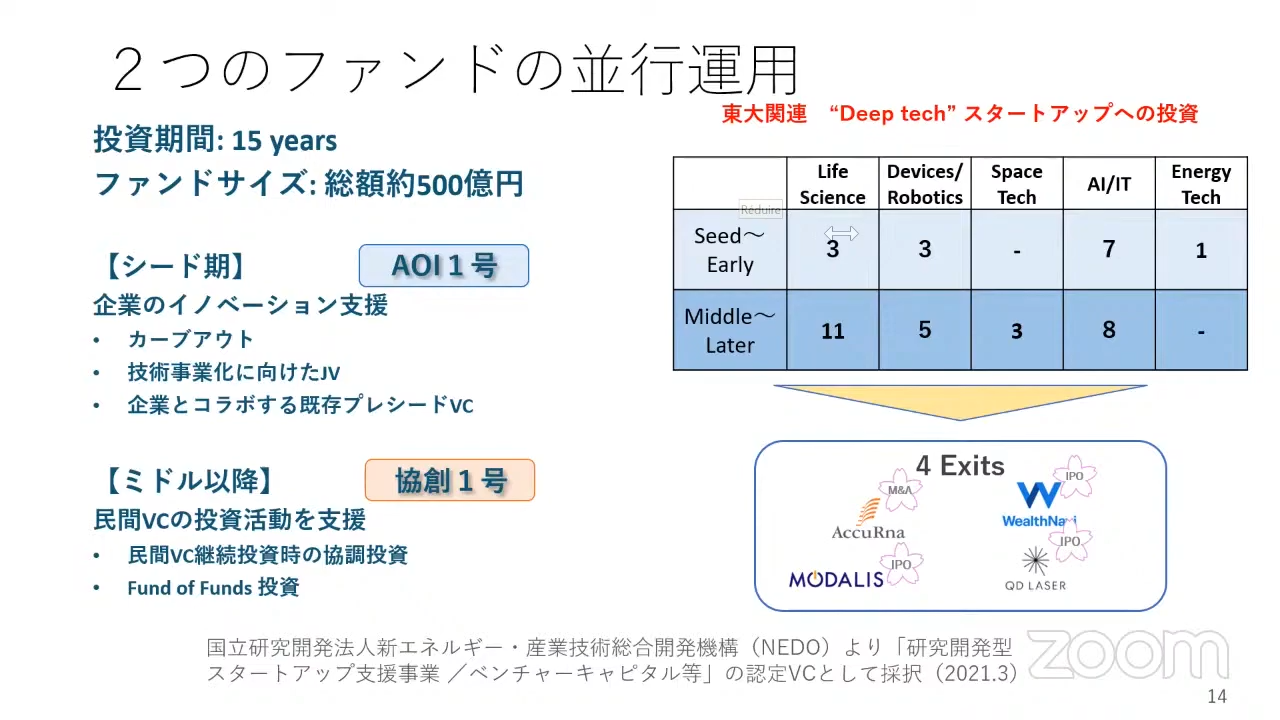 ２つのファンドの並行運用
東大関連　“Deep tech” スタートアップへの投資
投資期間: 15 years
ファンドサイズ: 総額約500億円
【シード期】
AOI１号
企業のイノベーション支援
• カーブアウト
• 技術事業化に向けたJV
• 企業とコラボする既存プレシードVC
【ミドル以降】
協創１号
民間VCの投資活動を支援
• 民間VC継続投資時の協調投資
• Fund of Funds 投資
Life Science
Devices/ Robotics
Space Tech
AI/IT
Energy Tech
Réduire
Seed～ Early
3
3
-
7
1
Middle～ Later
11
5
3
8
-
4 Exits
M&A
AccuRna
IPO
WealthNavi
IPO
MODALIS
IPO
QD LASER
国立研究開発法人新エネルギー・産業技術総合開発機構（NEDO）より「研究開発型
スタートアップ支援事業 ／ベンチャーキャピタル等」の認定VCとして採択（2021.3）
zoom
14